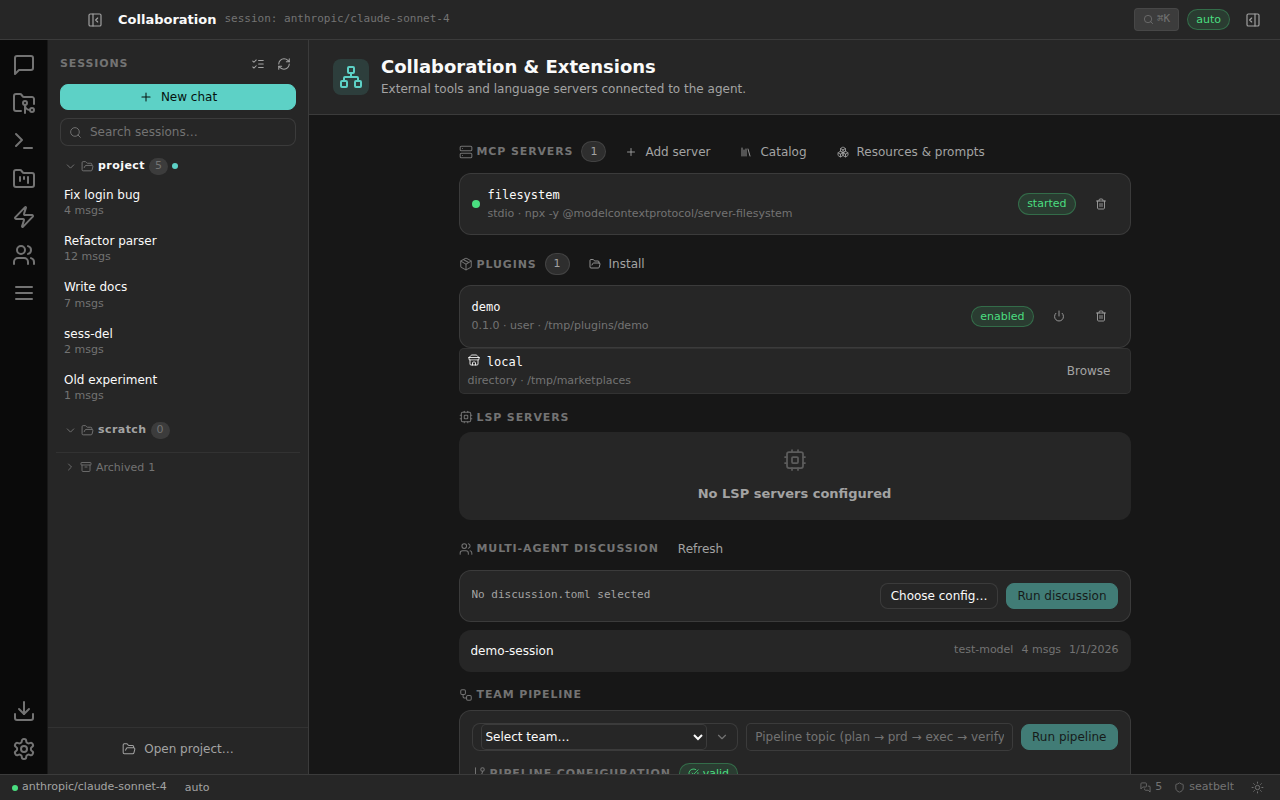 Collaboration session: anthropic/claude-sonnet-4
⌘K auto
SESSIONS
New chat
Search sessions…
project 5
Fix login bug
4 msgs
Refactor parser
12 msgs
Write docs
7 msgs
sess-del
2 msgs
Old experiment
1 msgs
scratch 0
Archived 1
Open project…
Collaboration & Extensions
External tools and language servers connected to the agent.
MCP SERVERS 1 Add server Catalog Resources & prompts
filesystem
stdio · npx -y @modelcontextprotocol/server-filesystem
started
PLUGINS 1 Install
demo
0.1.0 · user · /tmp/plugins/demo
enabled
local
directory · /tmp/marketplaces
Browse
LSP SERVERS
No LSP servers configured
MULTI-AGENT DISCUSSION Refresh
No discussion.toml selected
Choose config… Run discussion
demo-session test-model 4 msgs 1/1/2026
TEAM PIPELINE
Select team… Pipeline topic (plan → prd → exec → verify Run pipeline
PIPELINE CONFIGURATION valid
anthropic/claude-sonnet-4 auto 5 seatbelt